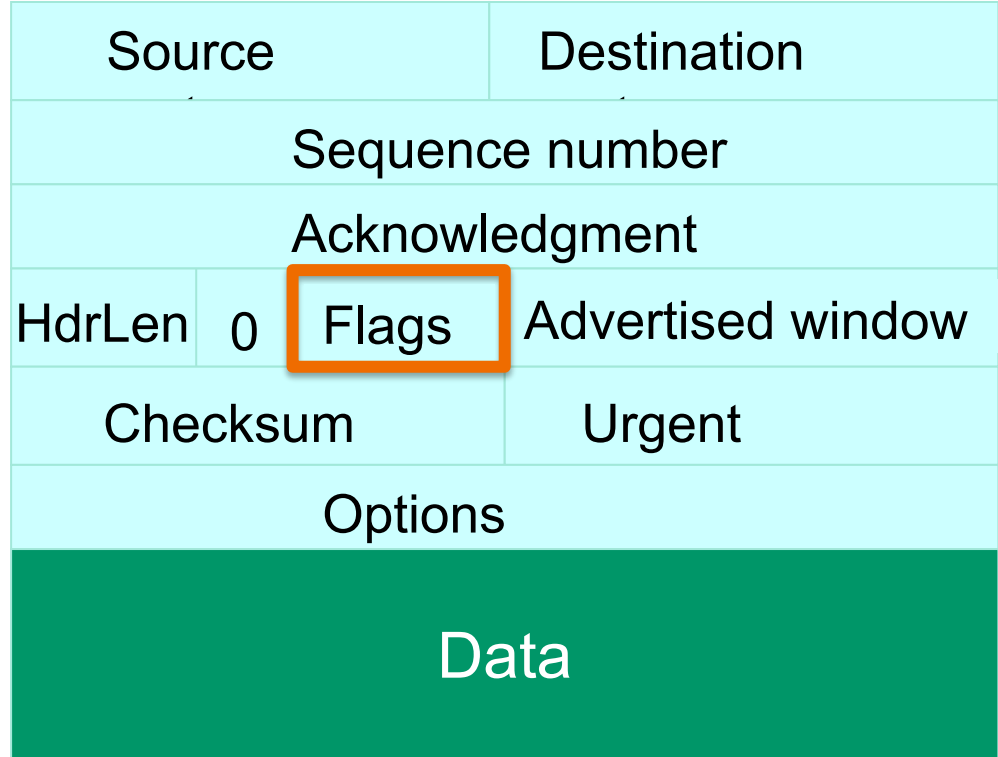 Source
Destination
Sequence number
Acknowledgment
HdrLen
0
Flags
Advertised window
Checksum
Urgent
Options
Data